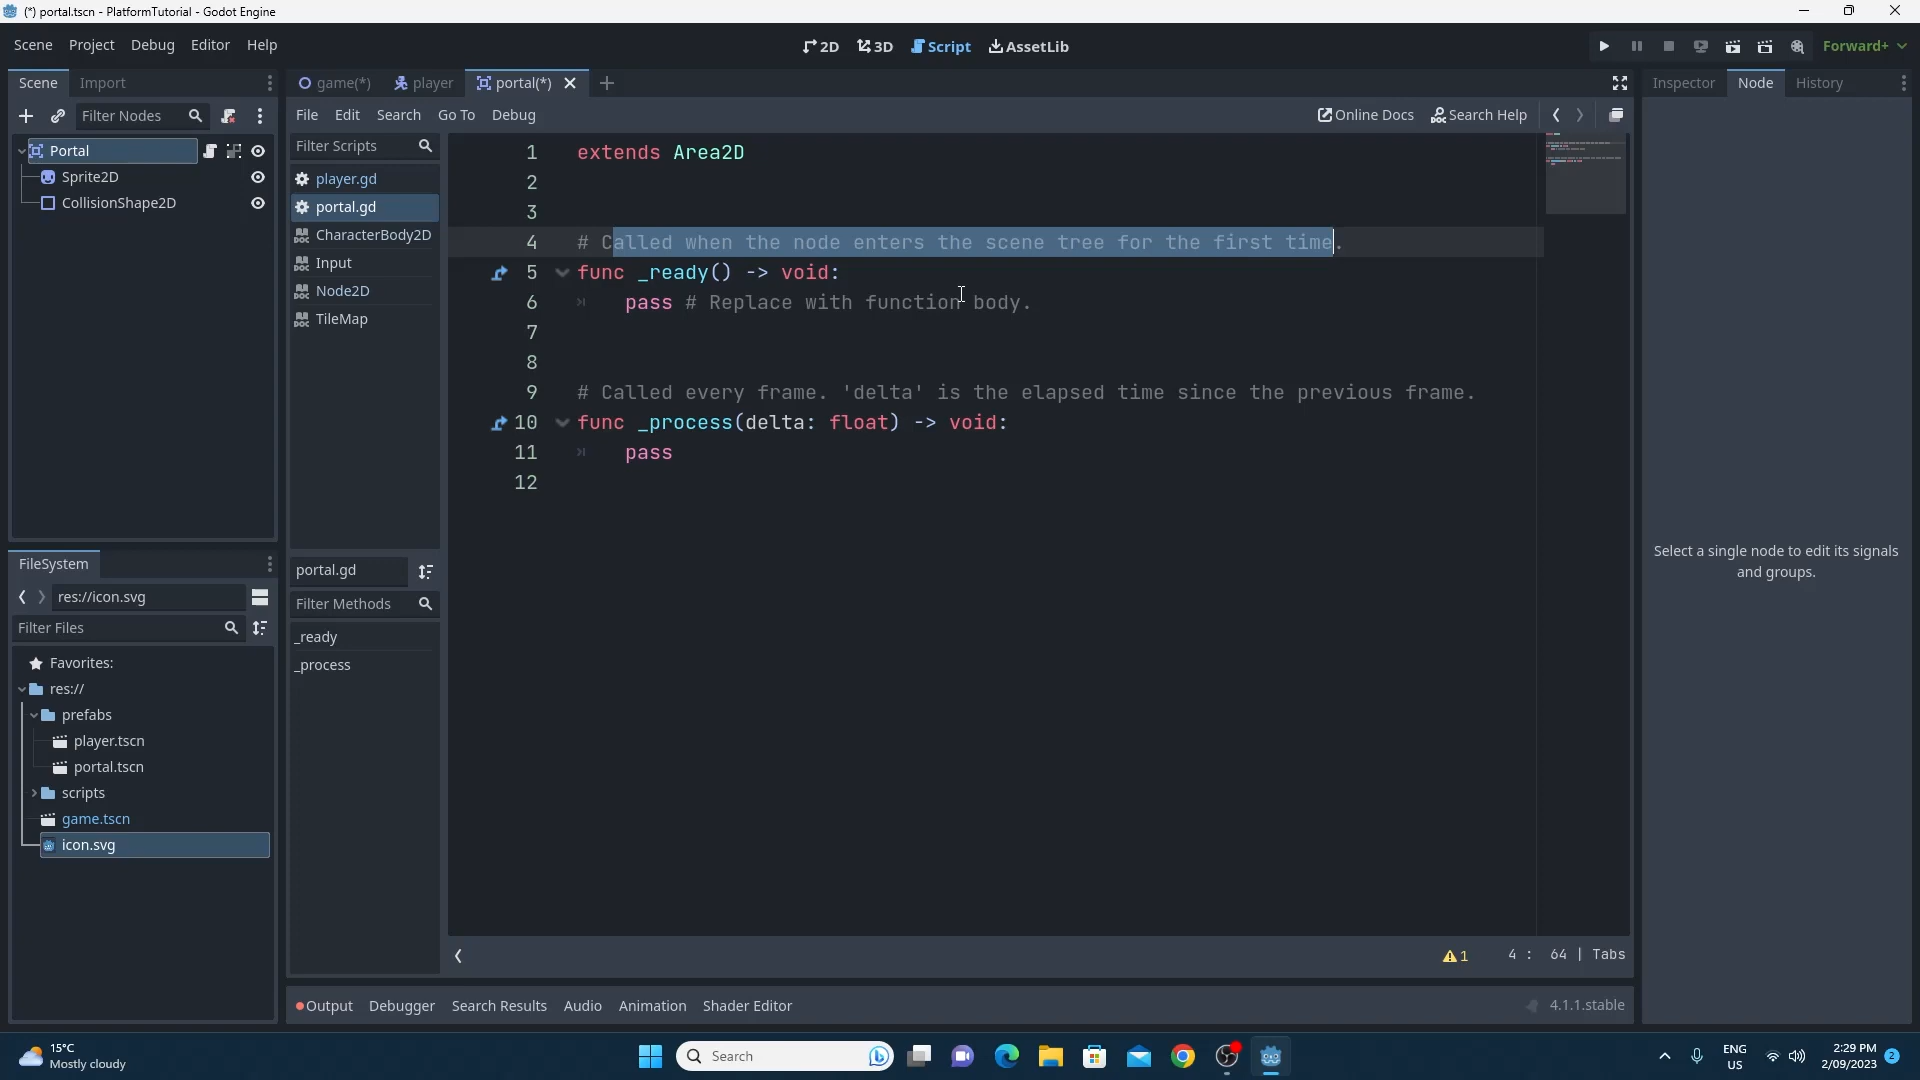 (*) portal.tscn - PlatformTutorial - Godot Engine
Scene Project Debug Editor Help
2D 3D Script AssetLib
Forward+
Scene Import
game(*) player portal(*)
Inspector Node History
Filter Nodes
File Edit Search Go To Debug
Online Docs Search Help
Portal
Sprite2D
CollisionShape2D
Filter Scripts
player.gd
portal.gd
CharacterBody2D
Input
Node2D
TileMap
portal.gd
Filter Methods
_ready
_process
1 extends Area2D
2
3
4 # Called when the node enters the scene tree for the first time.
5 func _ready() -> void:
6 pass # Replace with function body.
7
8
9 # Called every frame. 'delta' is the elapsed time since the previous frame.
10 func _process(delta: float) -> void:
11 pass
12
Select a single node to edit its signals
and groups.
FileSystem
res://icon.svg
Filter Files
Favorites:
res://
prefabs
player.tscn
portal.tscn
scripts
game.tscn
icon.svg
1 4 : 64 | Tabs
Output Debugger Search Results Audio Animation Shader Editor
4.1.1.stable
15°C
Mostly cloudy
Search
ENG
US
2:29 PM
2/09/2023
2